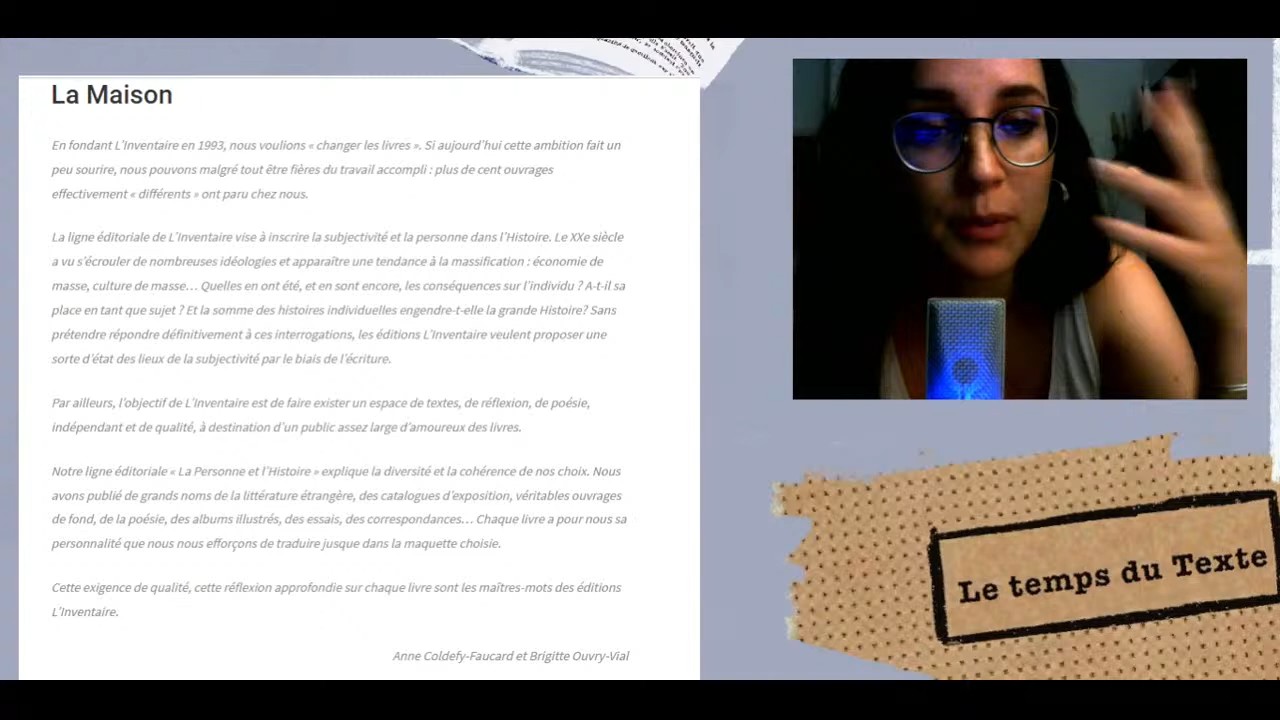 La Maison
En fondant L'Inventaire en 1993, nous voulions « changer les livres ». Si aujourd'hui cette ambition fait un
peu sourire, nous pouvons malgré tout être fières du travail accompli : plus de cent ouvrages
effectivement « différents » ont paru chez nous.
La ligne éditoriale de L'Inventaire vise à inscrire la subjectivité et la personne dans l'Histoire. Le XXe siècle
a vu s'écrouler de nombreuses idéologies et apparaître une tendance à la massification : économie de
masse, culture de masse… Quelles en ont été, et en sont encore, les conséquences sur l'individu ? A-t-il sa
place en tant que sujet ? Et la somme des histoires individuelles engendre-t-elle la grande Histoire? Sans
prétendre répondre définitivement à ces interrogations, les éditions L'Inventaire veulent proposer une
sorte d'état des lieux de la subjectivité par le biais de l'écriture.
Par ailleurs, l'objectif de L'Inventaire est de faire exister un espace de textes, de réflexion, de poésie,
indépendant et de qualité, à destination d'un public assez large d'amoureux des livres.
Notre ligne éditoriale « La Personne et l'Histoire » explique la diversité et la cohérence de nos choix. Nous
avons publié de grands noms de la littérature étrangère, des catalogues d'exposition, véritables ouvrages
de fond, de la poésie, des albums illustrés, des essais, des correspondances… Chaque livre a pour nous sa
personnalité que nous nous efforçons de traduire jusque dans la maquette choisie.
Cette exigence de qualité, cette réflexion approfondie sur chaque livre sont les maîtres-mots des éditions
L'Inventaire.
Anne Coldefy-Faucard et Brigitte Ouvry-Vial
Le temps du Texte